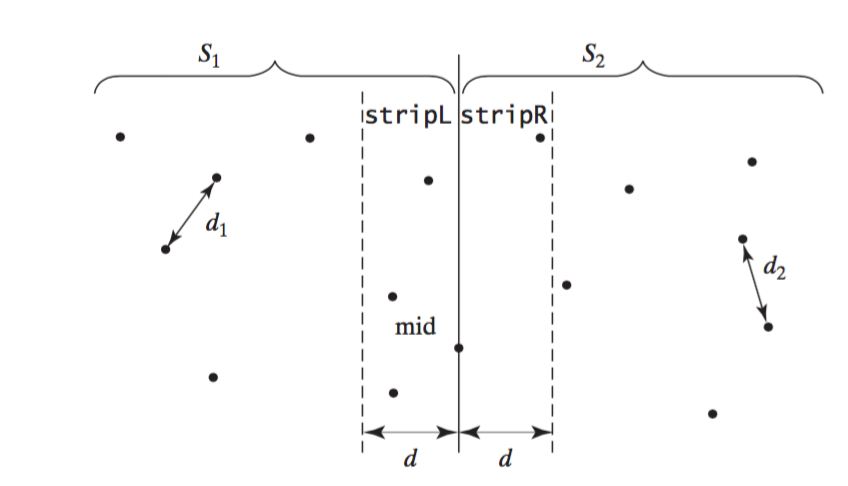 S₁ S₂
stripL stripR
d₁
d₂
mid
d d